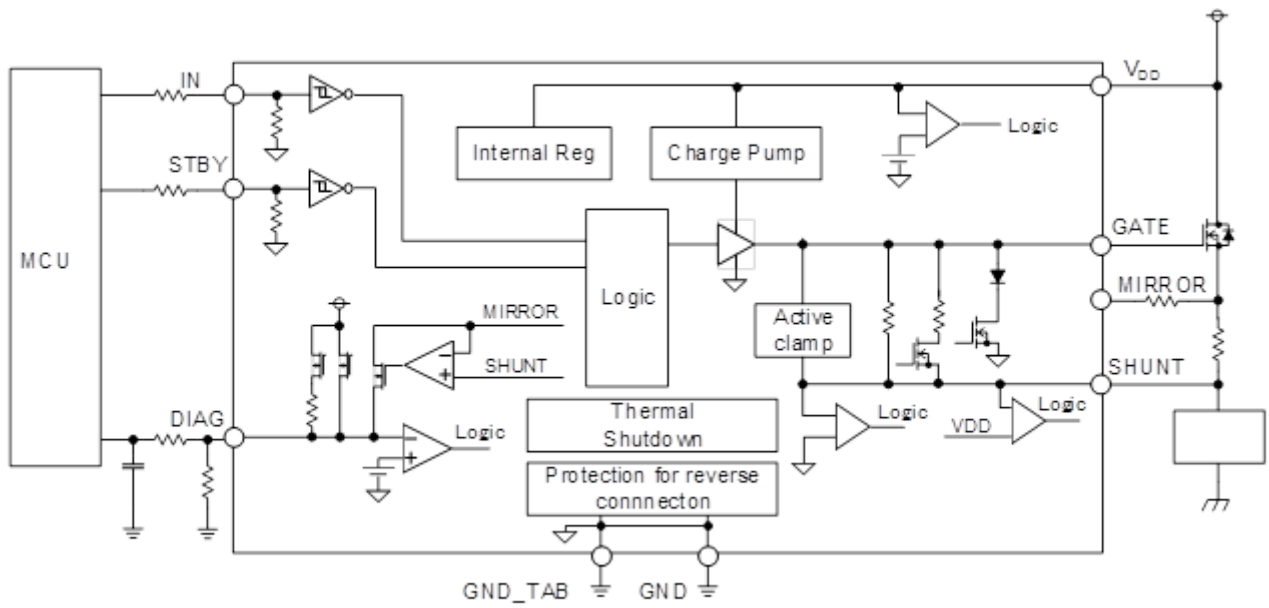 IN
V_DD
Internal Reg
Charge Pump
Logic
STBY
GATE
MCU
Logic
MIRROR
MIRROR
Active
clamp
SHUNT
SHUNT
DIAG
Logic
Thermal
Shutdown
Logic
VDD
Logic
Protection for reverse
connnecton
GND_TAB
GND